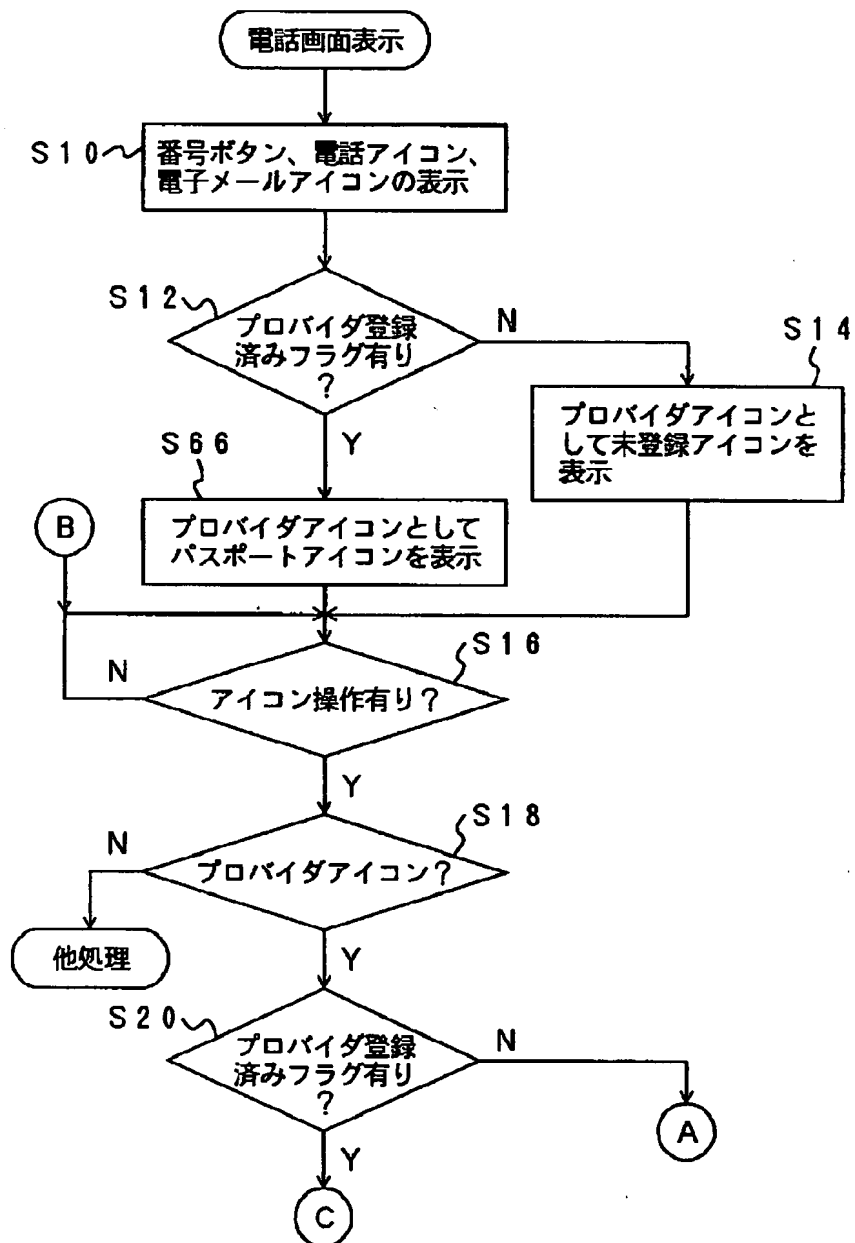 電話画面表示
S10
番号ボタン、電話アイコン、
電子メールアイコンの表示
S12
プロバイダ登録
済みフラグ有り
?
N
Y
S14
プロバイダアイコンと
して未登録アイコンを
表示
S66
プロバイダアイコンとして
パスポートアイコンを表示
B
S16
アイコン操作有り?
N
Y
S18
プロバイダアイコン?
N
Y
他処理
S20
プロバイダ登録
済みフラグ有り
?
N
Y
A
C